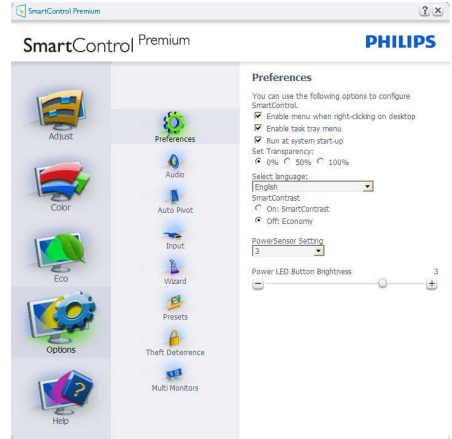 SmartControl Premium
SmartControl Premium
PHILIPS
Adjust
Color
Eco
Options
Help
Preferences
Audio
Auto Pivot
Input
Wizard
Presets
Theft Deterrence
Multi Monitors
Preferences
You can use the following options to configure
SmartControl.
Enable menu when right-clicking on desktop
Enable task tray menu
Run at system start-up
Set Transparency:
0% 50% 100%
Select language:
English
SmartContrast
On: SmartContrast
Off: Economy
PowerSensor Setting
3
Power LED Button Brightness 3